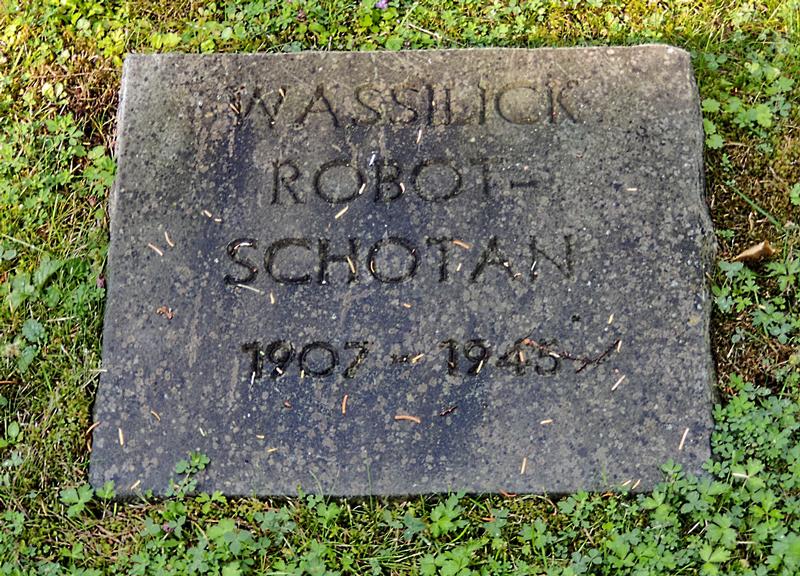 WASSILICK
ROBOT-
SCHOTAN
1907 - 1945